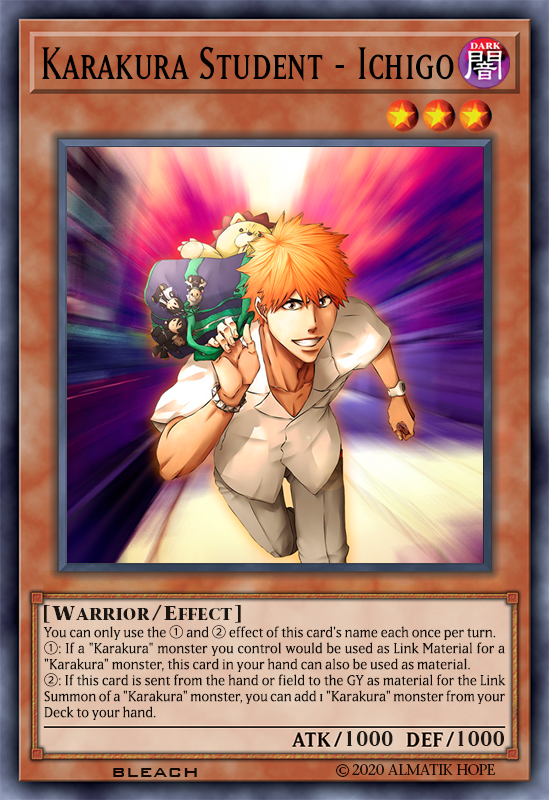 Karakura Student - Ichigo
DARK
闇
[Warrior/Effect]
You can only use the ① and ② effect of this card's name each once per turn.
①: If a "Karakura" monster you control would be used as Link Material for a
"Karakura" monster, this card in your hand can also be used as material.
②: If this card is sent from the hand or field to the GY as material for the Link
Summon of a "Karakura" monster, you can add 1 "Karakura" monster from your
Deck to your hand.
ATK/1000 DEF/1000
BLEACH
©2020 ALMATIK HOPE